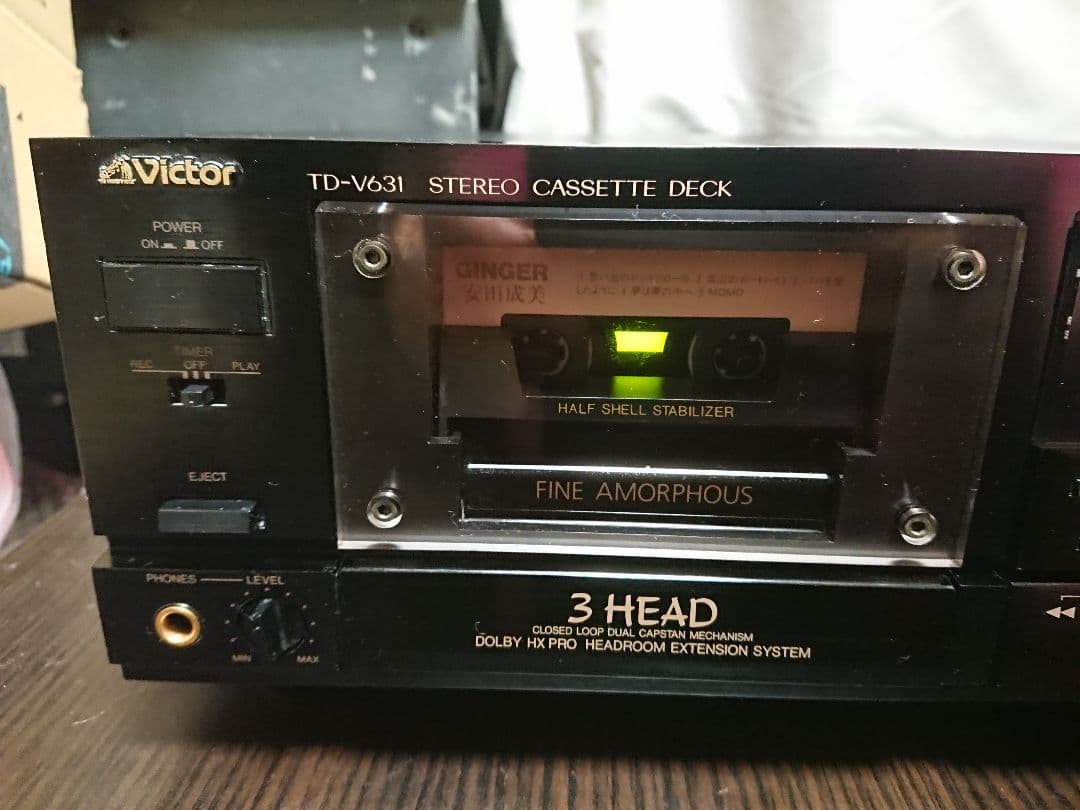 Victor
TD-V631 STEREO CASSETTE DECK
POWER
ON OFF
TIMER
REC OFF PLAY
EJECT
PHONES LEVEL
MIN MAX
GINGER
安田成美
MOMO
HALF SHELL STABILIZER
FINE AMORPHOUS
3 HEAD
CLOSED LOOP DUAL CAPSTAN MECHANISM
DOLBY HX PRO HEADROOM EXTENSION SYSTEM